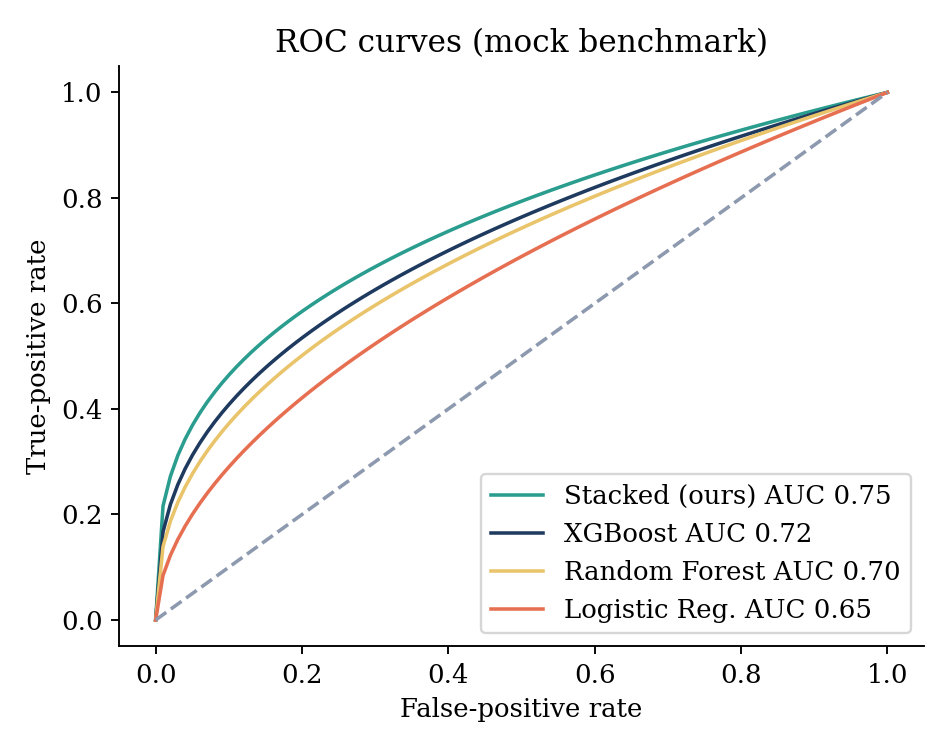 ROC curves (mock benchmark)
True-positive rate
1.0
0.8
0.6
0.4
0.2
0.0
Stacked (ours) AUC 0.75
XGBoost AUC 0.72
Random Forest AUC 0.70
Logistic Reg. AUC 0.65
0.0 0.2 0.4 0.6 0.8 1.0
False-positive rate